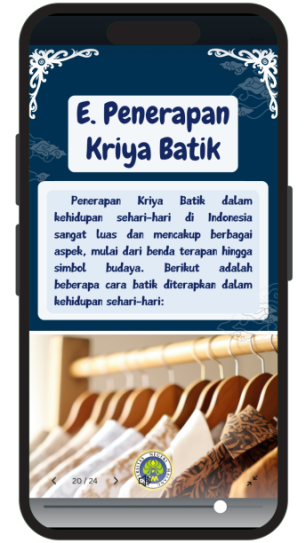 E. Penerapan
Kriya Batik
Penerapan Kriya Batik dalam
kehidupan sehari-hari di Indonesia
sangat luas dan mencakup berbagai
aspek, mulai dari benda terapan hingga
simbol budaya. Berikut adalah
beberapa cara batik diterapkan dalam
kehidupan sehari-hari:
20 / 24